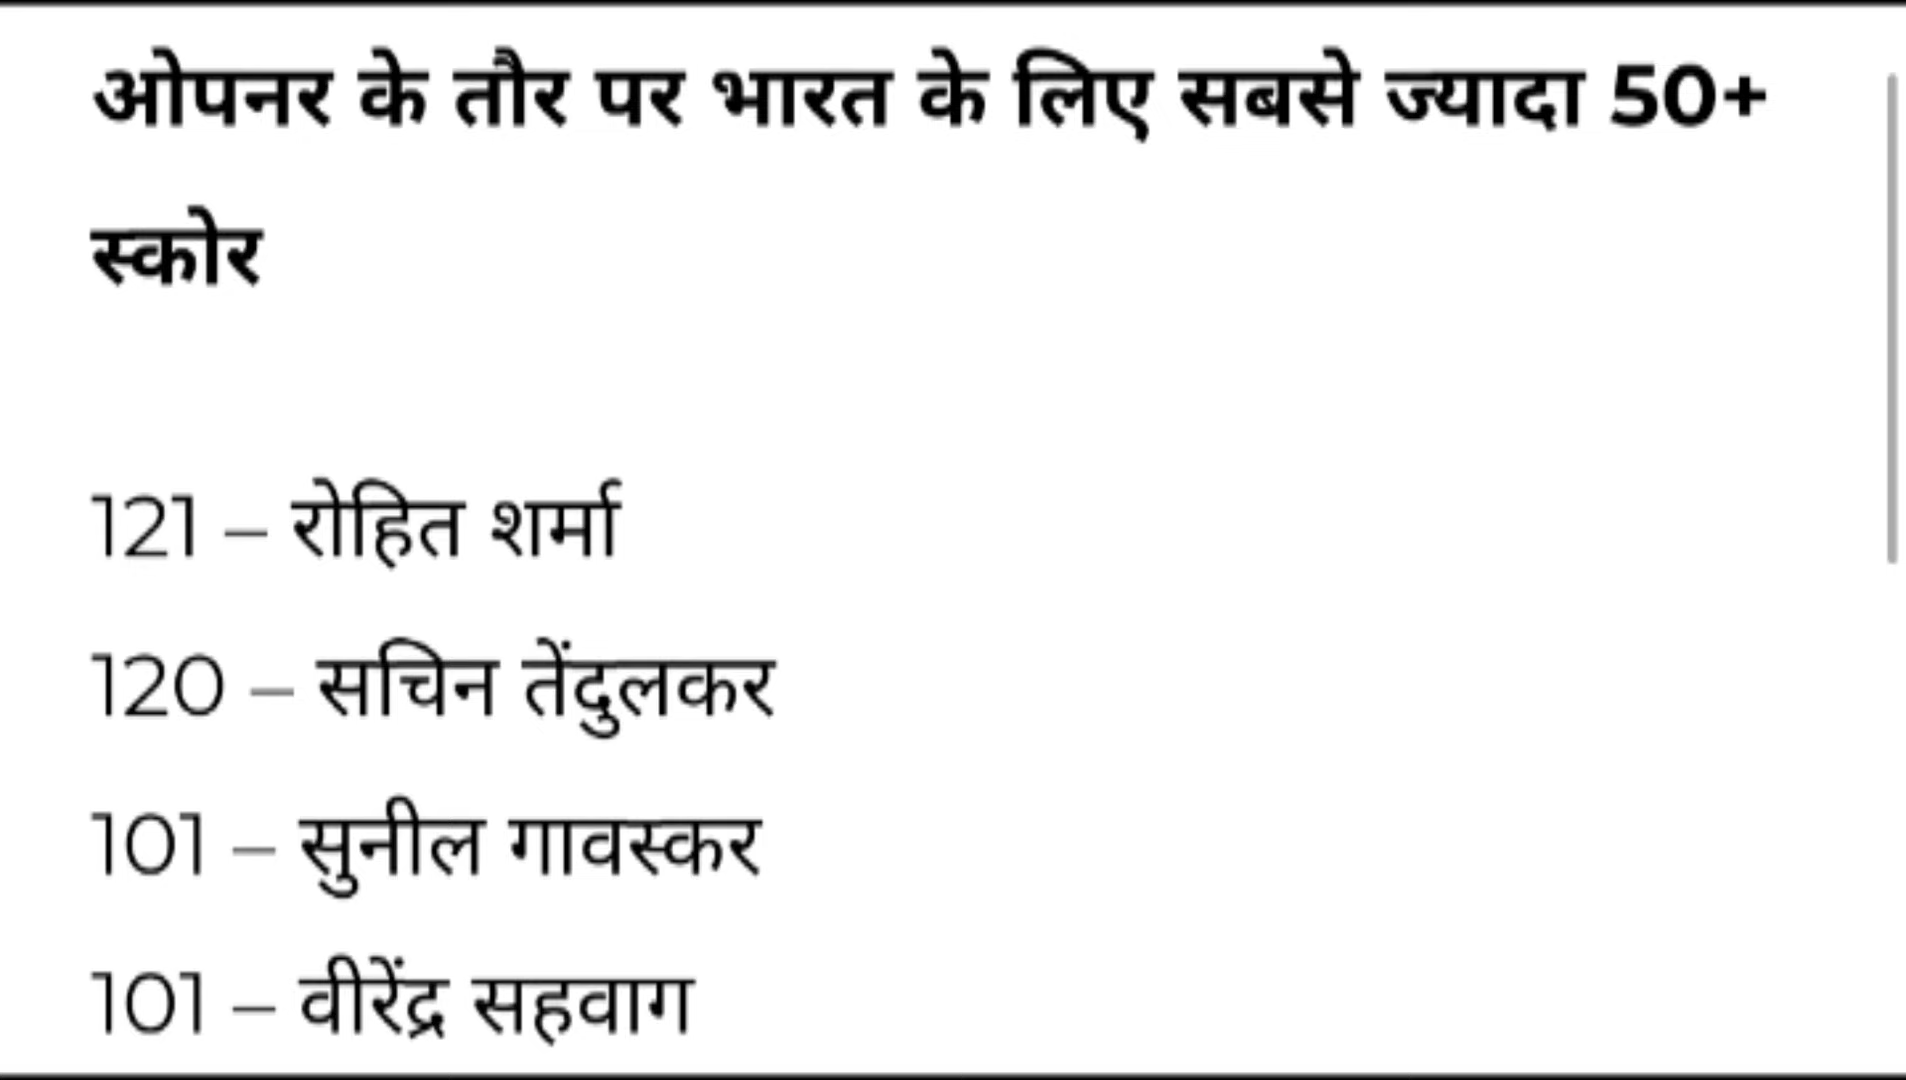 ओपनर के तौर पर भारत के लिए सबसे ज्यादा 50+
स्कोर
121 – रोहित शर्मा
120 – सचिन तेंदुलकर
101 – सुनील गावस्कर
101 – वीरेंद्र सहवाग